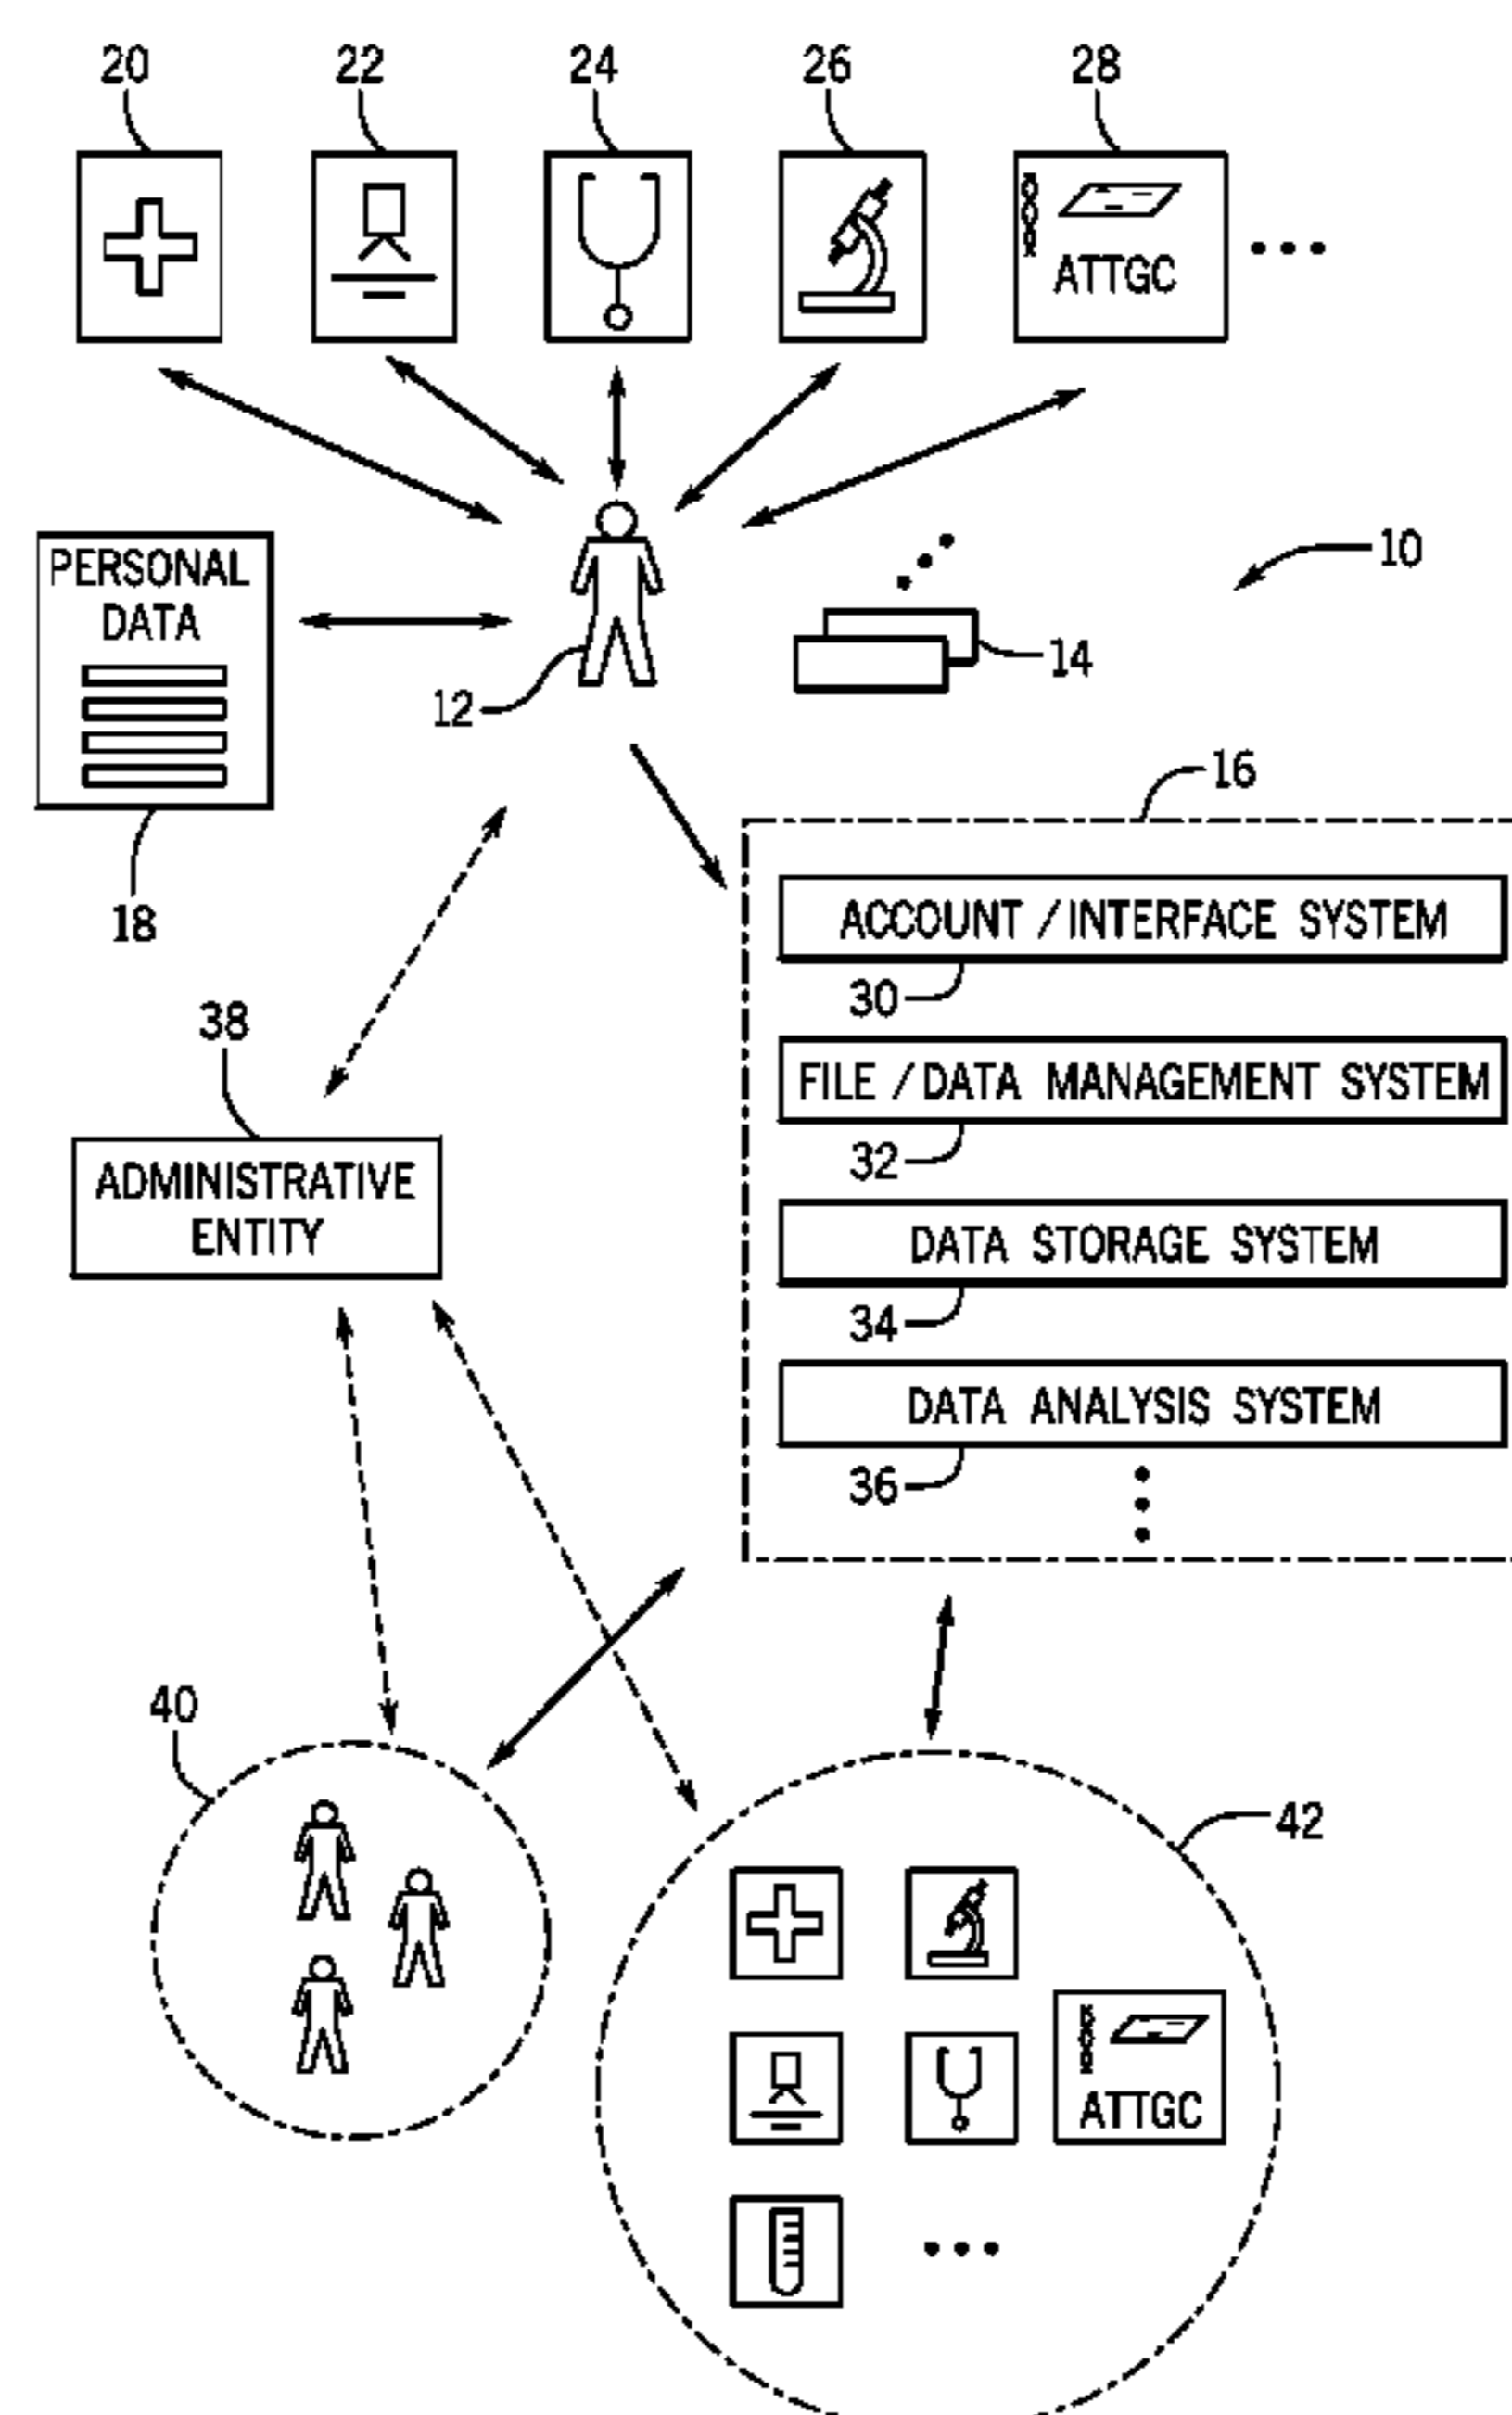 20
22
24
26
28
ATTGC
PERSONAL
DATA
10
14
12
16
18
ACCOUNT / INTERFACE SYSTEM
30
38
FILE / DATA MANAGEMENT SYSTEM
32
ADMINISTRATIVE
ENTITY
DATA STORAGE SYSTEM
34
DATA ANALYSIS SYSTEM
36
40
42
ATTGC